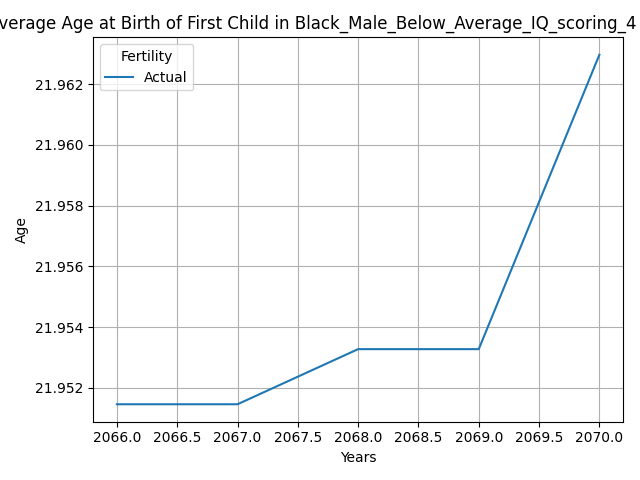 verage Age at Birth of First Child in Black_Male_Below_Average_IQ_scoring_4
Fertility
Actual
21.962
21.960
21.958
21.956
21.954
21.952
Age
2066.0 2066.5 2067.0 2067.5 2068.0 2068.5 2069.0 2069.5 2070.0
Years